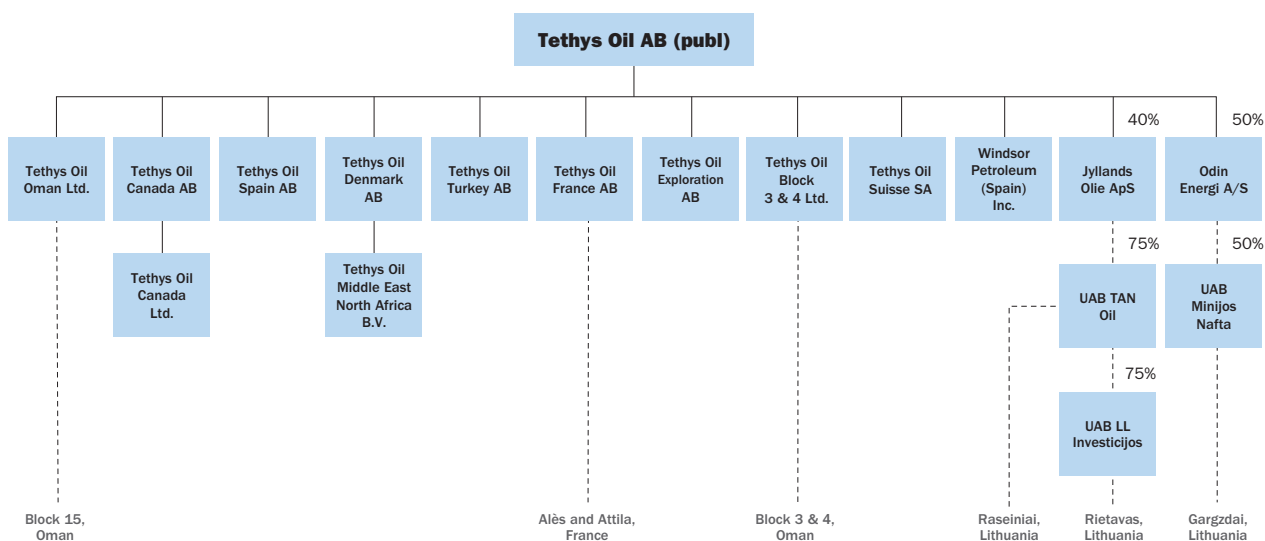 Tethys Oil AB (publ)
40%
50%
Tethys Oil
Oman Ltd.
Tethys Oil
Canada AB
Tethys Oil
Spain AB
Tethys Oil
Denmark
AB
Tethys Oil
Turkey AB
Tethys Oil
France AB
Tethys Oil
Exploration
AB
Tethys Oil
Block
3 & 4 Ltd.
Tethys Oil
Suisse SA
Windsor
Petroleum
(Spain)
Inc.
Jyllands
Olie ApS
Odin
Energi A/S
75%
50%
Tethys Oil
Canada
Ltd.
Tethys Oil
Middle East
North Africa
B.V.
UAB TAN
Oil
UAB
Minijos
Nafta
75%
UAB LL
Investicijos
Block 15,
Oman
Alès and Attila,
France
Block 3 & 4,
Oman
Raseiniai,
Lithuania
Rietavas,
Lithuania
Gargzdai,
Lithuania